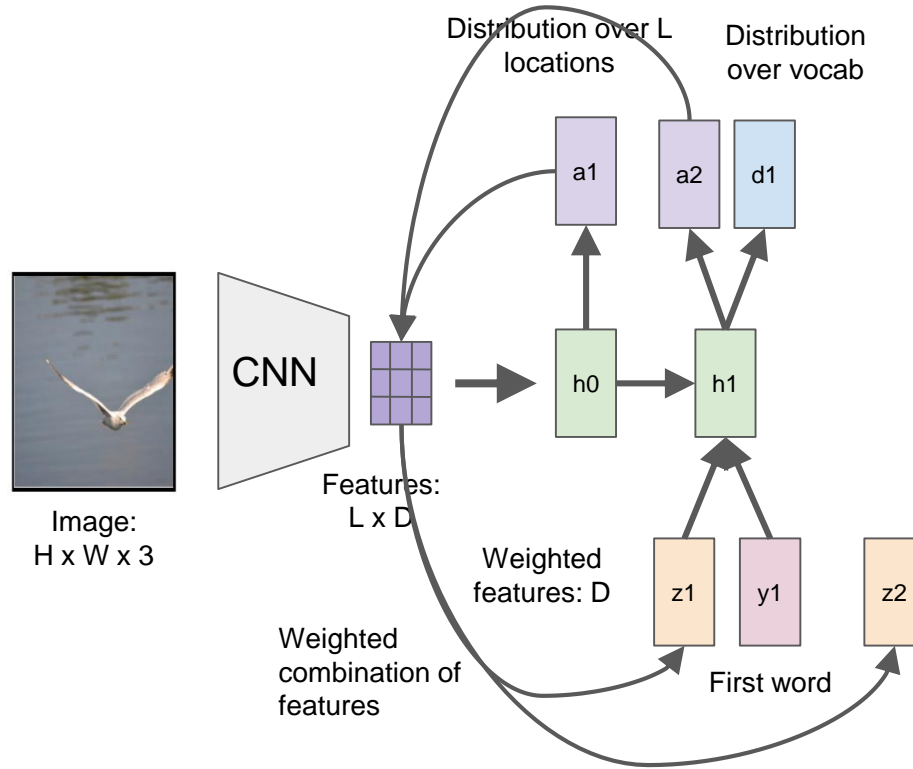 Distribution over L
locations
Distribution
over vocab
a1
a2
d1
CNN
h0
h1
Features:
L x D
Image:
H x W x 3
Weighted
features: D
z1
y1
z2
Weighted
combination of
features
First word